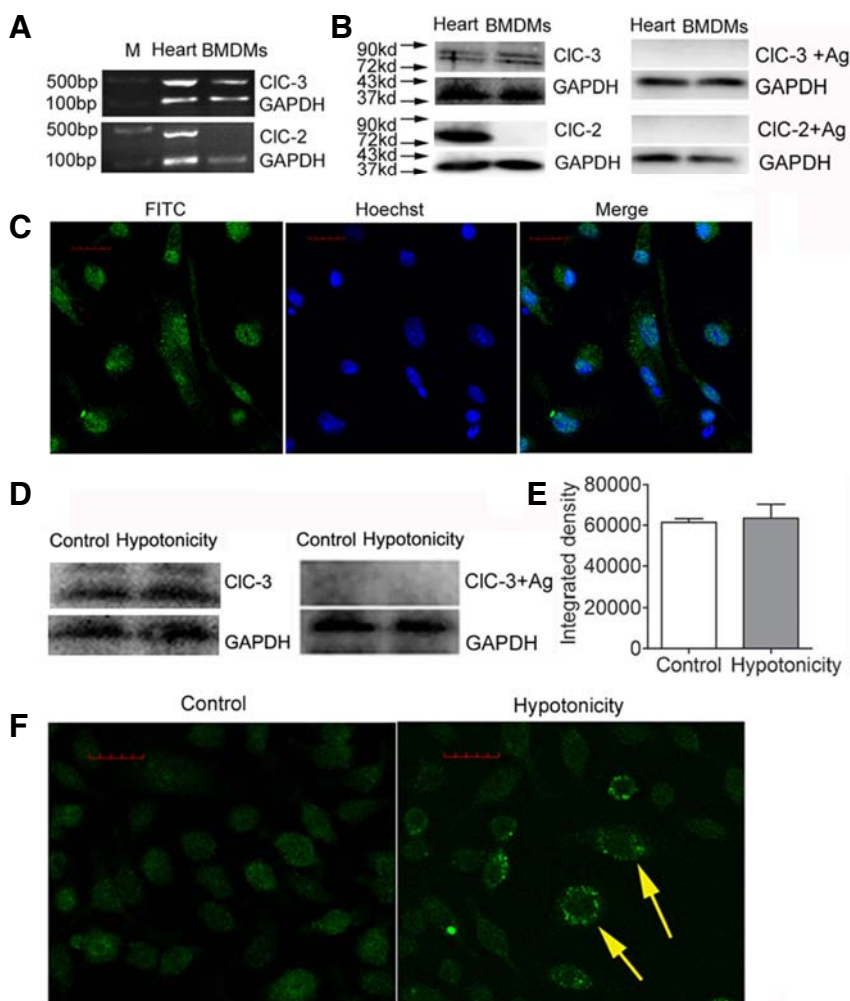 A
M Heart BMDMs
500bp
ClC-3
100bp
GAPDH
500bp
ClC-2
100bp
GAPDH
B
Heart BMDMs
90kd
72kd
ClC-3
43kd
37kd
GAPDH
90kd
72kd
ClC-2
43kd
37kd
GAPDH
Heart BMDMs
ClC-3 +Ag
GAPDH
ClC-2+Ag
GAPDH
C
FITC
Hoechst
Merge
D
Control Hypotonicity
ClC-3
GAPDH
Control Hypotonicity
ClC-3+Ag
GAPDH
E
Integrated density
80000
60000
40000
20000
0
Control Hypotonicity
F
Control
Hypotonicity